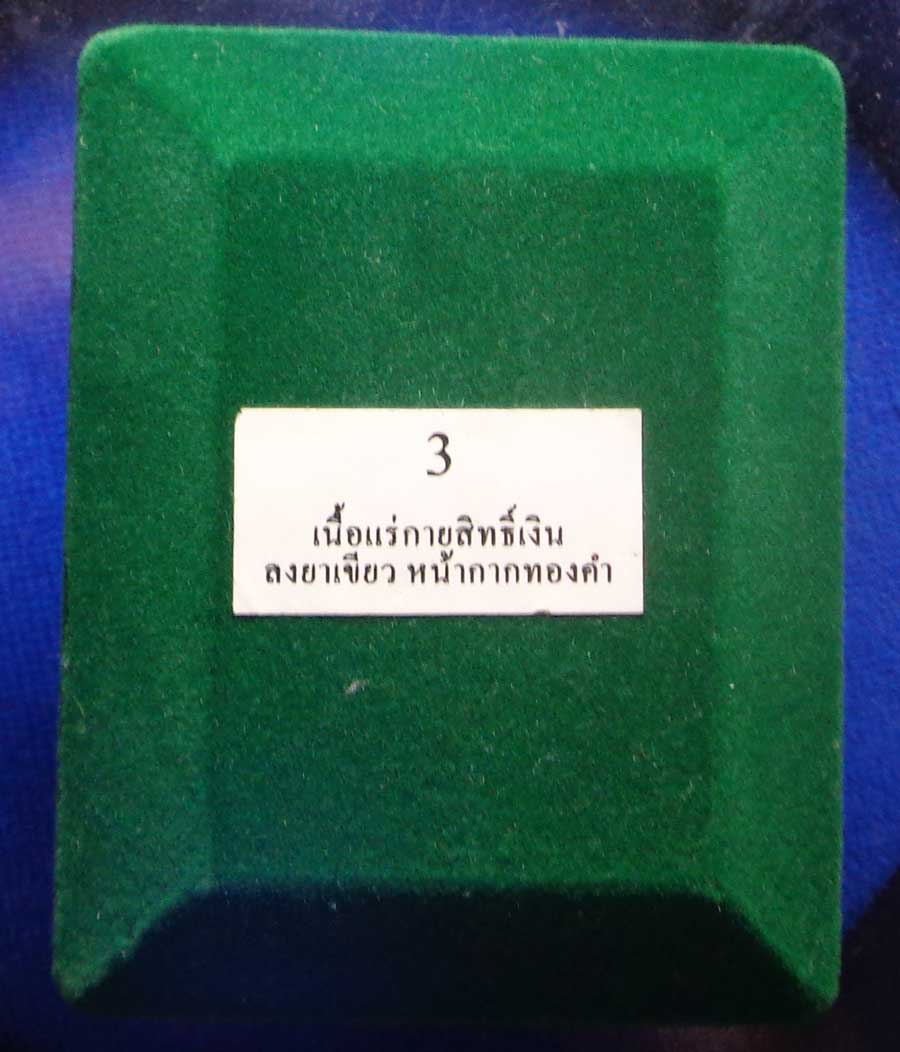 3
เนื้อแร่กายสิทธิ์เงิน
ลงยาเขียว หน้ากากทองคำ